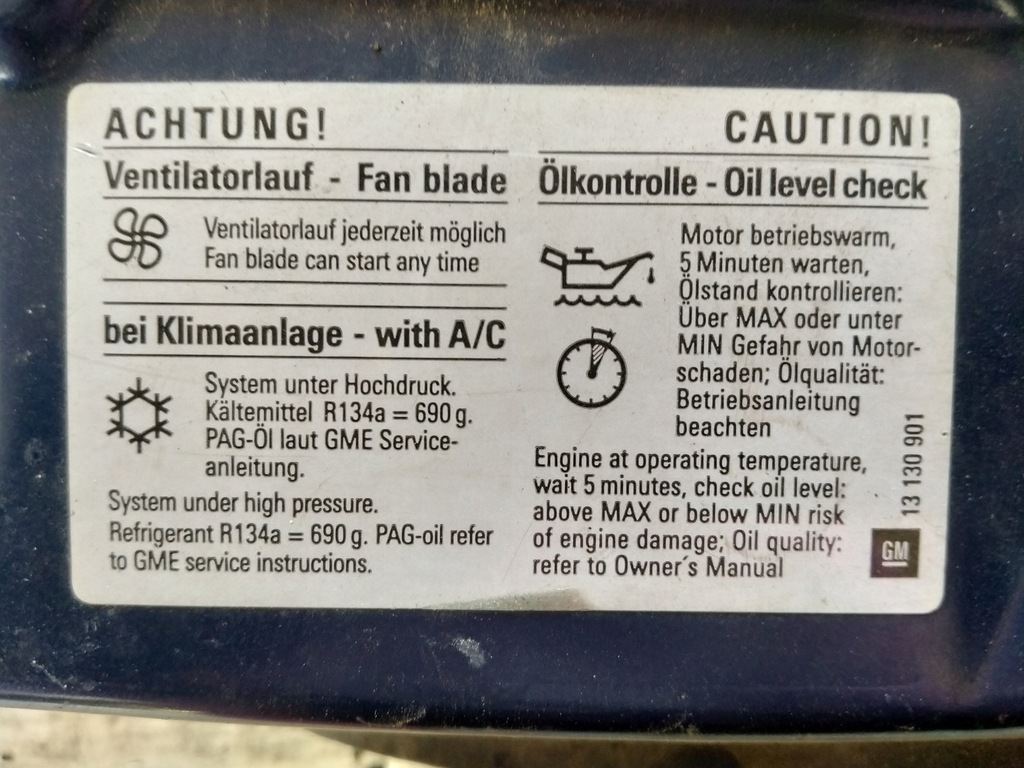 ACHTUNG!
CAUTION!
Ventilatorlauf - Fan blade
Ventilatorlauf jederzeit möglich
Fan blade can start any time
bei Klimaanlage - with A/C
System unter Hochdruck.
Kältemittel R134a = 690 g.
PAG-Öl laut GME Service-
anleitung.
System under high pressure.
Refrigerant R134a = 690 g. PAG-oil refer
to GME service instructions.
Ölkontrolle - Oil level check
Motor betriebswarm,
5 Minuten warten,
Ölstand kontrollieren:
Über MAX oder unter
MIN Gefahr von Motor-
schaden; Ölqualität:
Betriebsanleitung
beachten
Engine at operating temperature,
wait 5 minutes, check oil level:
above MAX or below MIN risk
of engine damage; Oil quality:
refer to Owner´s Manual
13 130 901
GM